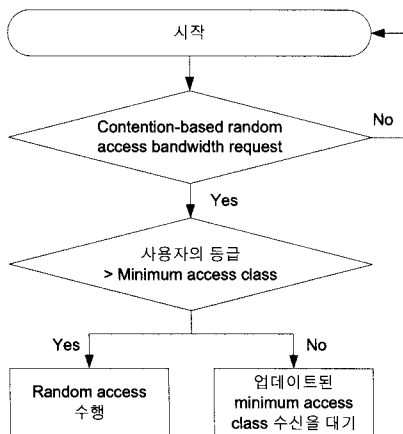 시작
Contention-based random
access bandwidth request
No
Yes
사용자의 등급
> Minimum access class
Yes
No
Random access
수행
업데이트된
minimum access
class 수신을 대기